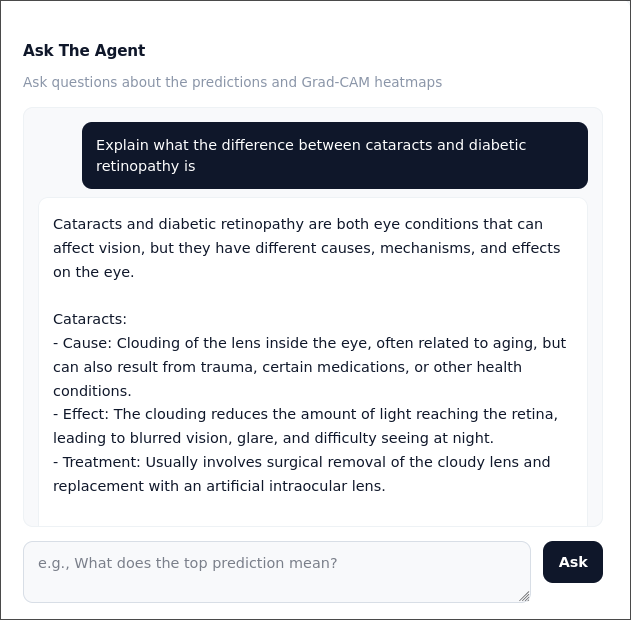 Ask The Agent
Ask questions about the predictions and Grad-CAM heatmaps
Explain what the difference between cataracts and diabetic
retinopathy is
Cataracts and diabetic retinopathy are both eye conditions that can
affect vision, but they have different causes, mechanisms, and effects
on the eye.
Cataracts:
- Cause: Clouding of the lens inside the eye, often related to aging, but
can also result from trauma, certain medications, or other health
conditions.
- Effect: The clouding reduces the amount of light reaching the retina,
leading to blurred vision, glare, and difficulty seeing at night.
- Treatment: Usually involves surgical removal of the cloudy lens and
replacement with an artificial intraocular lens.
e.g., What does the top prediction mean?
Ask